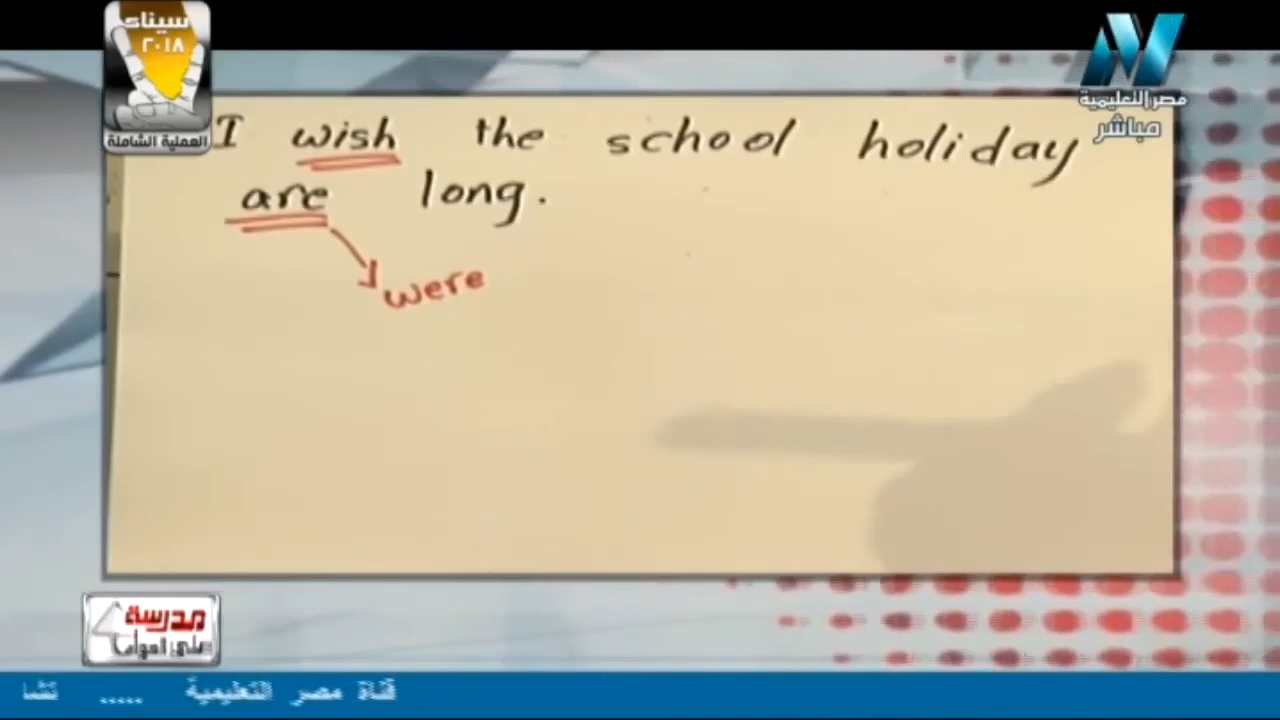 سيناء
٢٠١٨
العملية الشاملة
مصر التعليمية
مباشر
I wish the school holiday
are long.
were
مدرسة
على الهواء
قناة مصر التعليمية ..... تشا